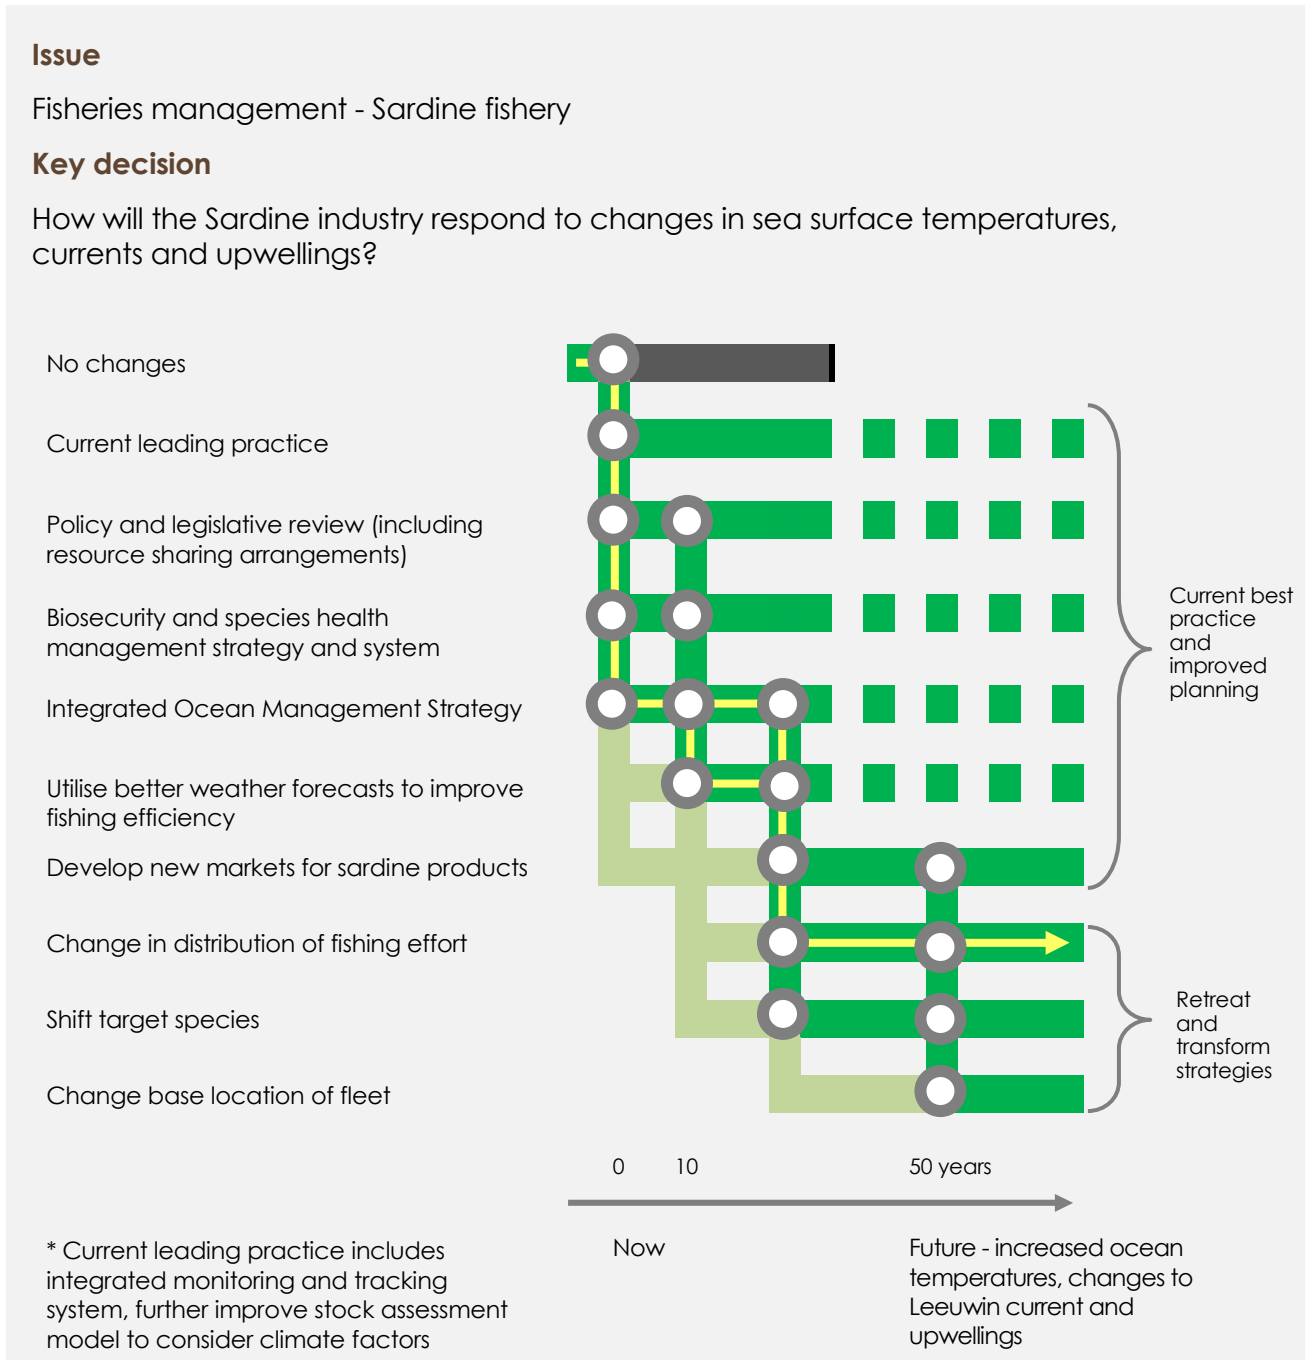 Issue
Fisheries management - Sardine fishery
Key decision
How will the Sardine industry respond to changes in sea surface temperatures,
currents and upwellings?
No changes
Current leading practice
Policy and legislative review (including
resource sharing arrangements)
Biosecurity and species health
management strategy and system
Integrated Ocean Management Strategy
Utilise better weather forecasts to improve
fishing efficiency
Develop new markets for sardine products
Change in distribution of fishing effort
Shift target species
Change base location of fleet
Current best
practice
and
improved
planning
Retreat
and
transform
strategies
0 10 50 years
Now
Future - increased ocean
temperatures, changes to
Leeuwin current and
upwellings
* Current leading practice includes
integrated monitoring and tracking
system, further improve stock assessment
model to consider climate factors